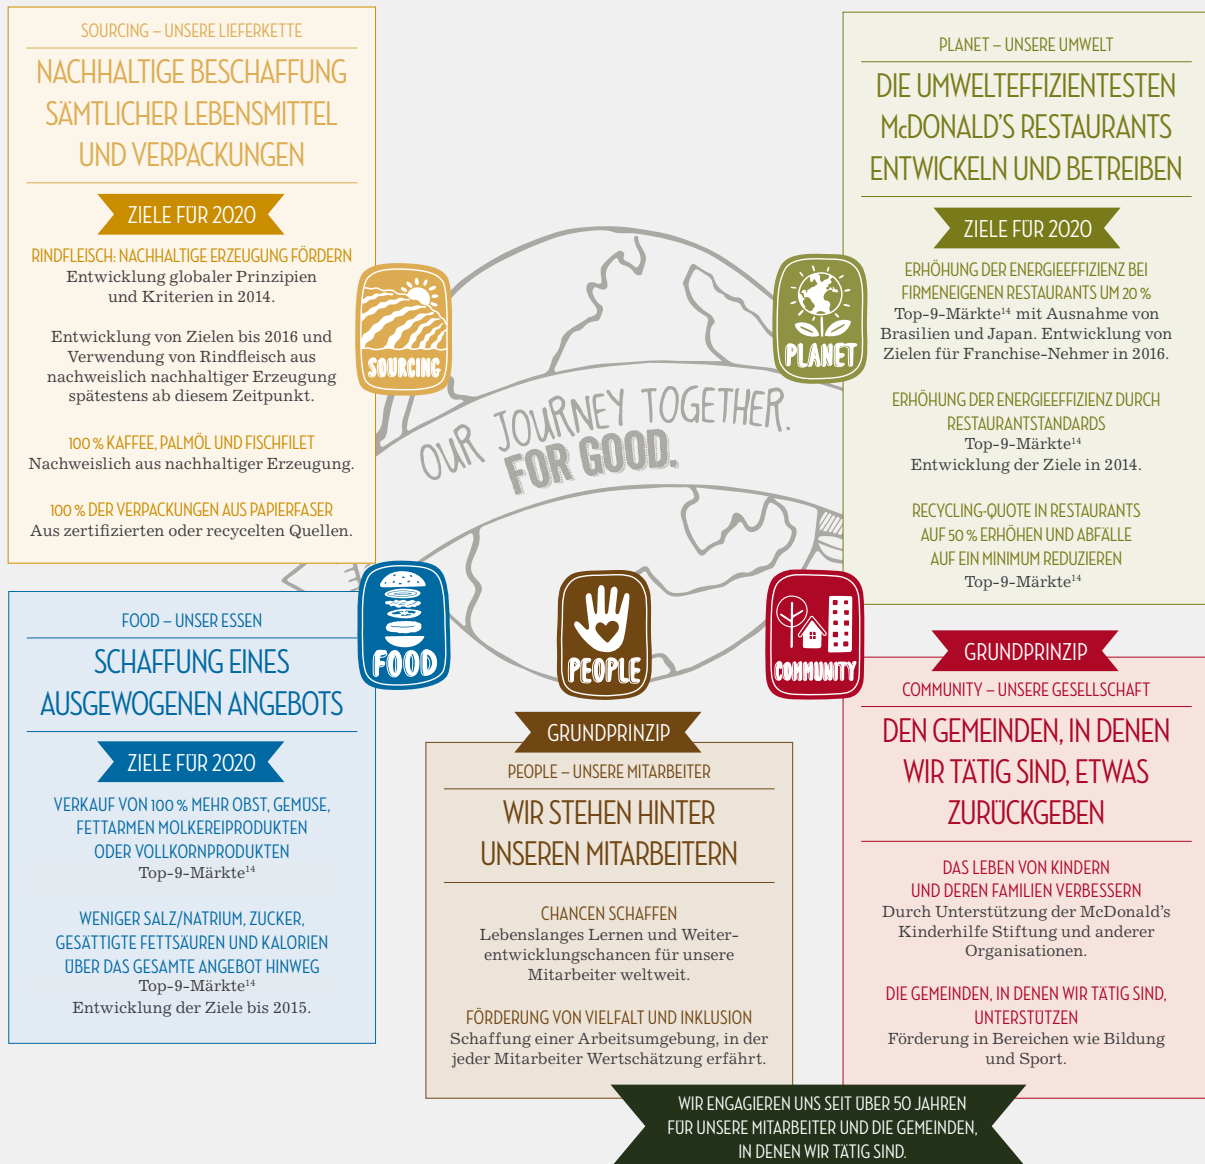 SOURCING – UNSERE LIEFERKETTE
NACHHALTIGE BESCHAFFUNG
SÄMTLICHER LEBENSMITTEL
UND VERPACKUNGEN
ZIELE FÜR 2020
RINDFLEISCH: NACHHALTIGE ERZEUGUNG FÖRDERN
Entwicklung globaler Prinzipien
und Kriterien in 2014.
Entwicklung von Zielen bis 2016 und
Verwendung von Rindfleisch aus
nachweislich nachhaltiger Erzeugung
spätestens ab diesem Zeitpunkt.
100 % KAFFEE, PALMÖL UND FISCHFILET
Nachweislich aus nachhaltiger Erzeugung.
100 % DER VERPACKUNGEN AUS PAPIERFASER
Aus zertifizierten oder recycelten Quellen.
SOURCING
OUR JOURNEY TOGETHER.
FOR GOOD.
PLANET
PLANET – UNSERE UMWELT
DIE UMWELTEFFIZIENTESTEN
McDONALD'S RESTAURANTS
ENTWICKELN UND BETREIBEN
ZIELE FÜR 2020
ERHÖHUNG DER ENERGIEEFFIZIENZ BEI
FIRMENEIGENEN RESTAURANTS UM 20 %
Top-9-Märkte¹⁴ mit Ausnahme von
Brasilien und Japan. Entwicklung von
Zielen für Franchise-Nehmer in 2016.
ERHÖHUNG DER ENERGIEEFFIZIENZ DURCH
RESTAURANTSTANDARDS
Top-9-Märkte¹⁴
Entwicklung der Ziele in 2014.
RECYCLING-QUOTE IN RESTAURANTS
AUF 50 % ERHÖHEN UND ABFÄLLE
AUF EIN MINIMUM REDUZIEREN
Top-9-Märkte¹⁴
FOOD – UNSER ESSEN
SCHAFFUNG EINES
AUSGEWOGENEN ANGEBOTS
ZIELE FÜR 2020
VERKAUF VON 100 % MEHR OBST, GEMÜSE,
FETTARMEN MOLKEREIPRODUKTEN
ODER VOLLKORNPRODUKTEN
Top-9-Märkte¹⁴
WENIGER SALZ/NATRIUM, ZUCKER,
GESÄTTIGTE FETTSÄUREN UND KALORIEN
ÜBER DAS GESAMTE ANGEBOT HINWEG
Top-9-Märkte¹⁴
Entwicklung der Ziele bis 2015.
FOOD
PEOPLE
COMMUNITY
GRUNDPRINZIP
PEOPLE – UNSERE MITARBEITER
WIR STEHEN HINTER
UNSEREN MITARBEITERN
CHANCEN SCHAFFEN
Lebenslanges Lernen und Weiter-
entwicklungschancen für unsere
Mitarbeiter weltweit.
FÖRDERUNG VON VIELFALT UND INKLUSION
Schaffung einer Arbeitsumgebung, in der
jeder Mitarbeiter Wertschätzung erfährt.
GRUNDPRINZIP
COMMUNITY – UNSERE GESELLSCHAFT
DEN GEMEINDEN, IN DENEN
WIR TÄTIG SIND, ETWAS
ZURÜCKGEBEN
DAS LEBEN VON KINDERN
UND DEREN FAMILIEN VERBESSERN
Durch Unterstützung der McDonald's
Kinderhilfe Stiftung und anderer
Organisationen.
DIE GEMEINDEN, IN DENEN WIR TÄTIG SIND,
UNTERSTÜTZEN
Förderung in Bereichen wie Bildung
und Sport.
WIR ENGAGIEREN UNS SEIT ÜBER 50 JAHREN
FÜR UNSERE MITARBEITER UND DIE GEMEINDEN,
IN DENEN WIR TÄTIG SIND.